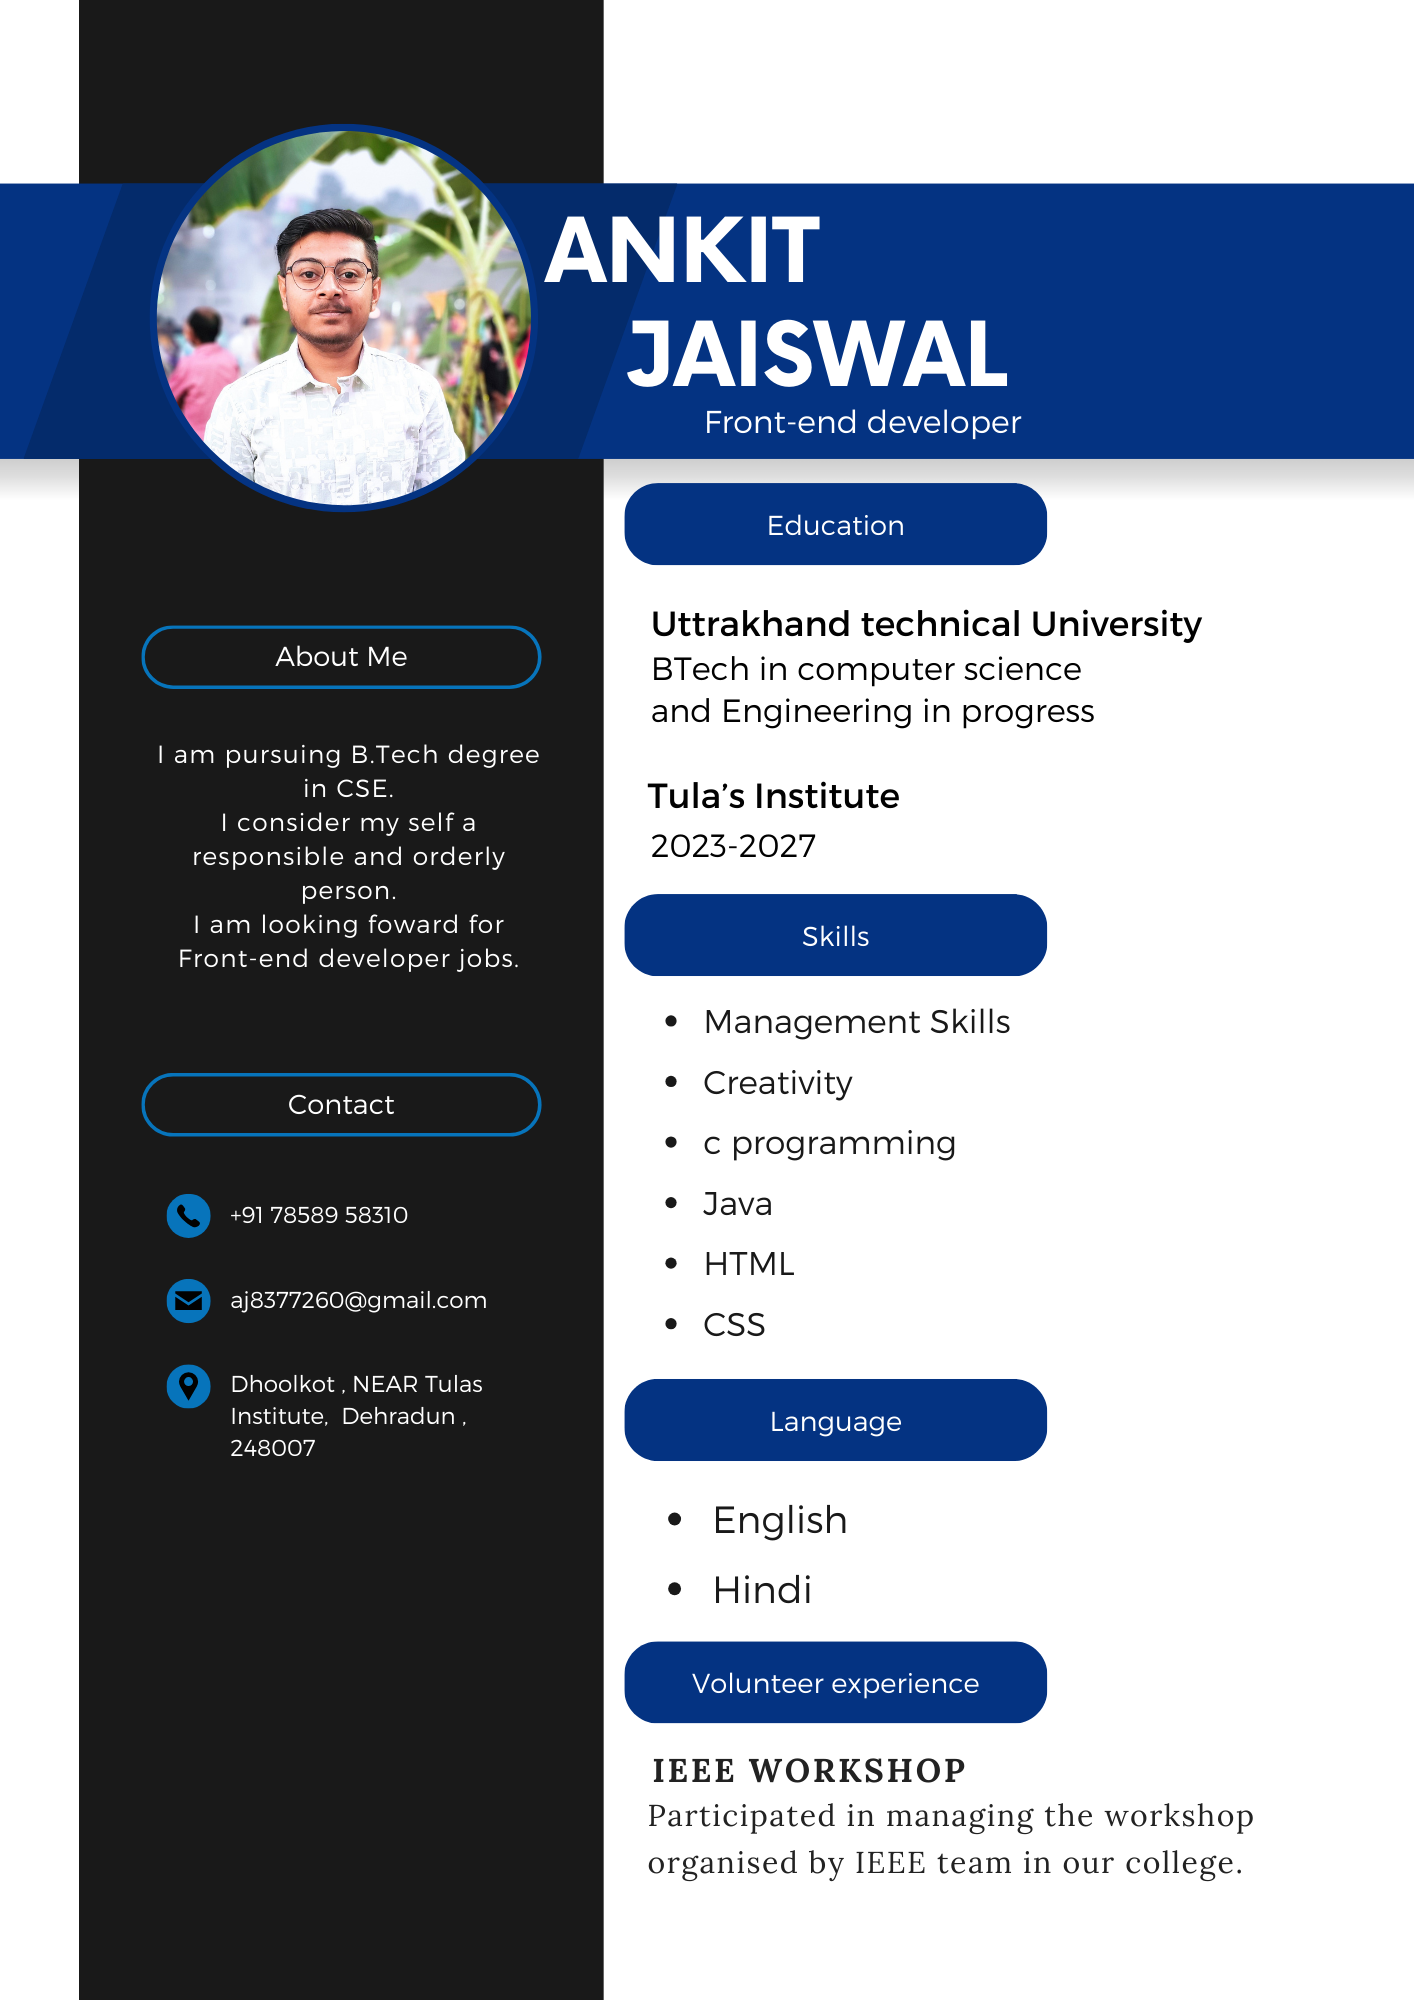 ANKIT
JAISWAL
Front-end developer
About Me
I am pursuing B.Tech degree
in CSE.
I consider my self a
responsible and orderly
person.
I am looking foward for
Front-end developer jobs.
Contact
+91 78589 58310
aj8377260@gmail.com
Dhoolkot , NEAR Tulas
Institute,  Dehradun ,
248007
Education
Uttrakhand technical University
BTech in computer science
and Engineering in progress
Tula’s Institute
2023-2027
Skills
• Management Skills
• Creativity
• c programming
• Java
• HTML
• CSS
Language
• English
• Hindi
Volunteer experience
IEEE WORKSHOP
Participated in managing the workshop
organised by IEEE team in our college.